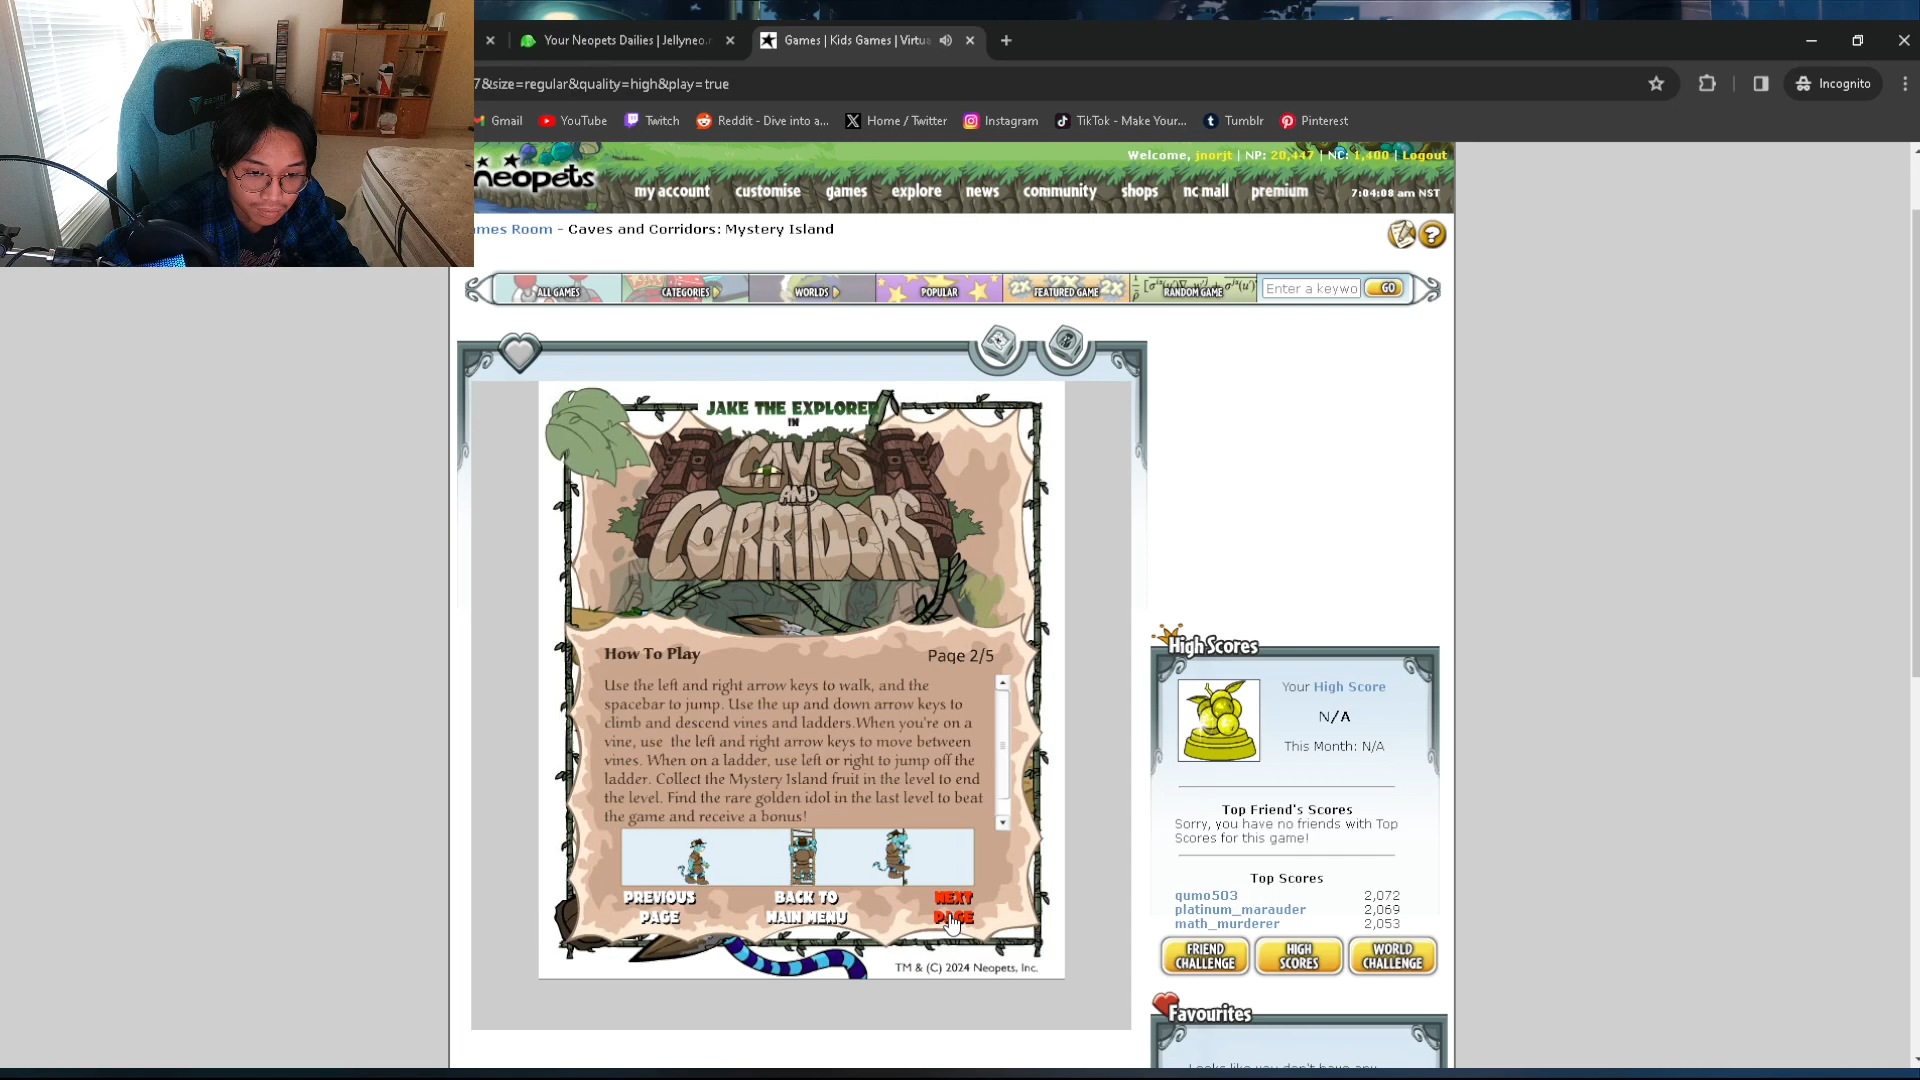 Your Neopets Dailies | Jellyneo.
Games | Kids Games | Virtu
7&size=regular&quality=high&play=true
Incognito
Gmail
YouTube
Twitch
Reddit - Dive into a...
Home / Twitter
Instagram
TikTok - Make Your...
Tumblr
Pinterest
Welcome, jnorjt | NP: 20,447 | NC: 1,400 | Logout
neopets
my account
customise
games
explore
news
community
shops
nc mall
premium
7:04:08 am NST
mes Room - Caves and Corridors: Mystery Island
ALL GAMES
CATEGORIES
WORLDS
POPULAR
2X FEATURED GAME 2X
RANDOM GAME
Enter a keywo
GO
JAKE THE EXPLORER
IN
CAVES
AND
CORRIDORS
How To Play
Page 2/5
Use the left and right arrow keys to walk, and the
spacebar to jump. Use the up and down arrow keys to
climb and descend vines and ladders.When you're on a
vine, use the left and right arrow keys to move between
vines. When on a ladder, use left or right to jump off the
ladder. Collect the Mystery Island fruit in the level to end
the level. Find the rare golden idol in the last level to beat
the game and receive a bonus!
PREVIOUS
PAGE
BACK TO
MAIN MENU
NEXT
PAGE
TM & (C) 2024 Neopets, Inc.
High Scores
Your High Score
N/A
This Month: N/A
Top Friend's Scores
Sorry, you have no friends with Top
Scores for this game!
Top Scores
qumo503 2,072
platinum_marauder 2,069
math_murderer 2,053
FRIEND
CHALLENGE
HIGH
SCORES
WORLD
CHALLENGE
Favourites